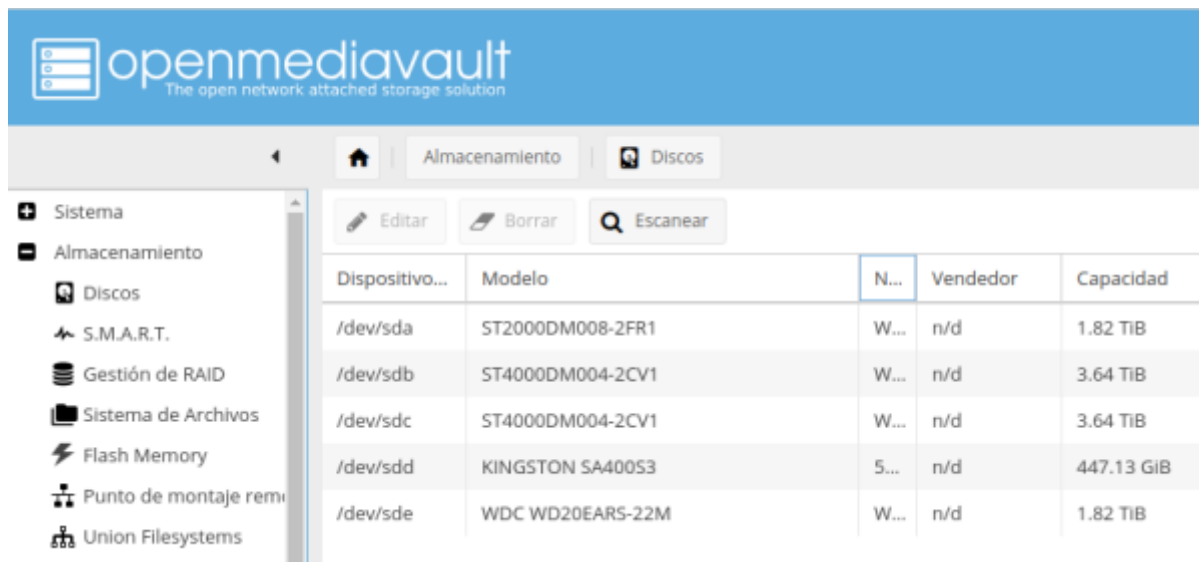 openmediavault
The open network attached storage solution
Almacenamiento Discos
Sistema
Almacenamiento
Discos
S.M.A.R.T.
Gestión de RAID
Sistema de Archivos
Flash Memory
Punto de montaje rem
Union Filesystems
Editar Borrar Escanear
Dispositivo... Modelo N... Vendedor Capacidad
/dev/sda ST2000DM008-2FR1 W... n/d 1.82 TiB
/dev/sdb ST4000DM004-2CV1 W... n/d 3.64 TiB
/dev/sdc ST4000DM004-2CV1 W... n/d 3.64 TiB
/dev/sdd KINGSTON SA400S3 5... n/d 447.13 GiB
/dev/sde WDC WD20EARS-22M W... n/d 1.82 TiB